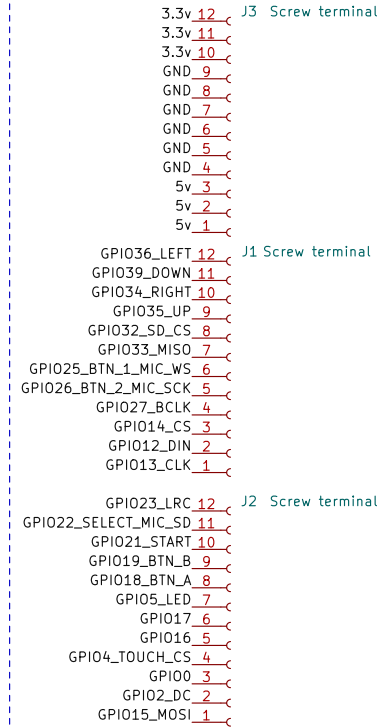 3.3v 12 J3 Screw terminal
3.3v 11
3.3v 10
GND 9
GND 8
GND 7
GND 6
GND 5
GND 4
5v 3
5v 2
5v 1
GPIO36_LEFT 12 J1 Screw terminal
GPIO39_DOWN 11
GPIO34_RIGHT 10
GPIO35_UP 9
GPIO32_SD_CS 8
GPIO33_MISO 7
GPIO25_BTN_1_MIC_WS 6
GPIO26_BTN_2_MIC_SCK 5
GPIO27_BCLK 4
GPIO14_CS 3
GPIO12_DIN 2
GPIO13_CLK 1
GPIO23_LRC 12 J2 Screw terminal
GPIO22_SELECT_MIC_SD 11
GPIO21_START 10
GPIO19_BTN_B 9
GPIO18_BTN_A 8
GPIO5_LED 7
GPIO17 6
GPIO16 5
GPIO4_TOUCH_CS 4
GPIO0 3
GPIO2_DC 2
GPIO15_MOSI 1